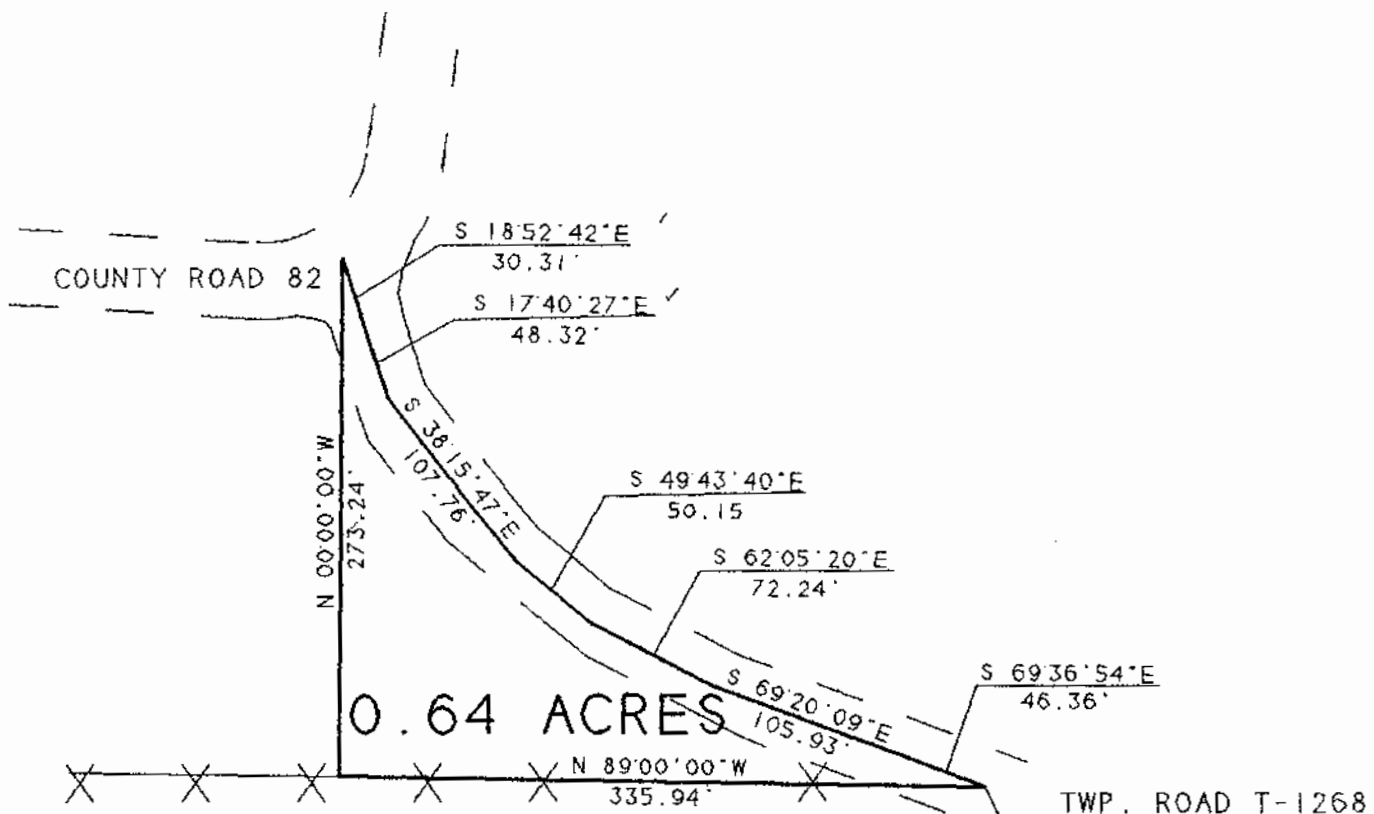 S 18°52'42"E
30.31'
COUNTY ROAD 82
S 17°40'27"E
48.32'
S 38°15'47"E
107.76'
N 00°00'00"W
273.24'
S 49°43'40"E
50.15
S 62°05'20"E
72.24'
S 69°36'54"E
46.36'
S 69°20'09"E
105.93'
0.64 ACRES
N 89°00'00"W
335.94'
TWP. ROAD T-1268